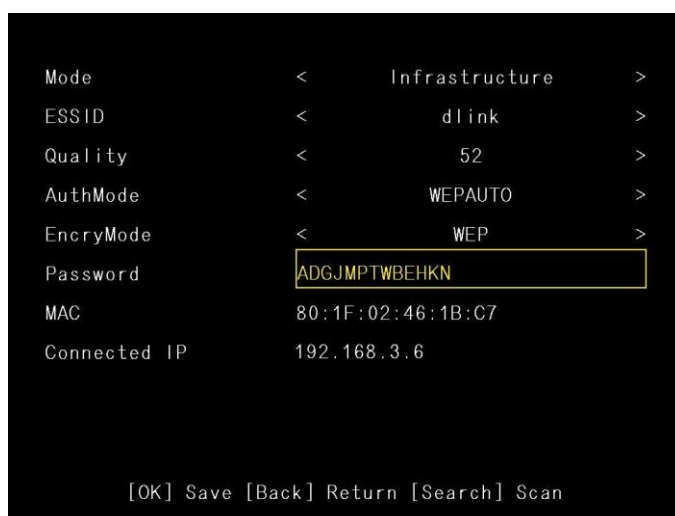 Mode < Infrastructure >
ESSID < dlink >
Quality < 52 >
AuthMode < WEPAUTO >
EncryMode < WEP >
Password ADGJMPTWBEHKN
MAC 80:1F:02:46:1B:C7
Connected IP 192.168.3.6
[OK] Save [Back] Return [Search] Scan